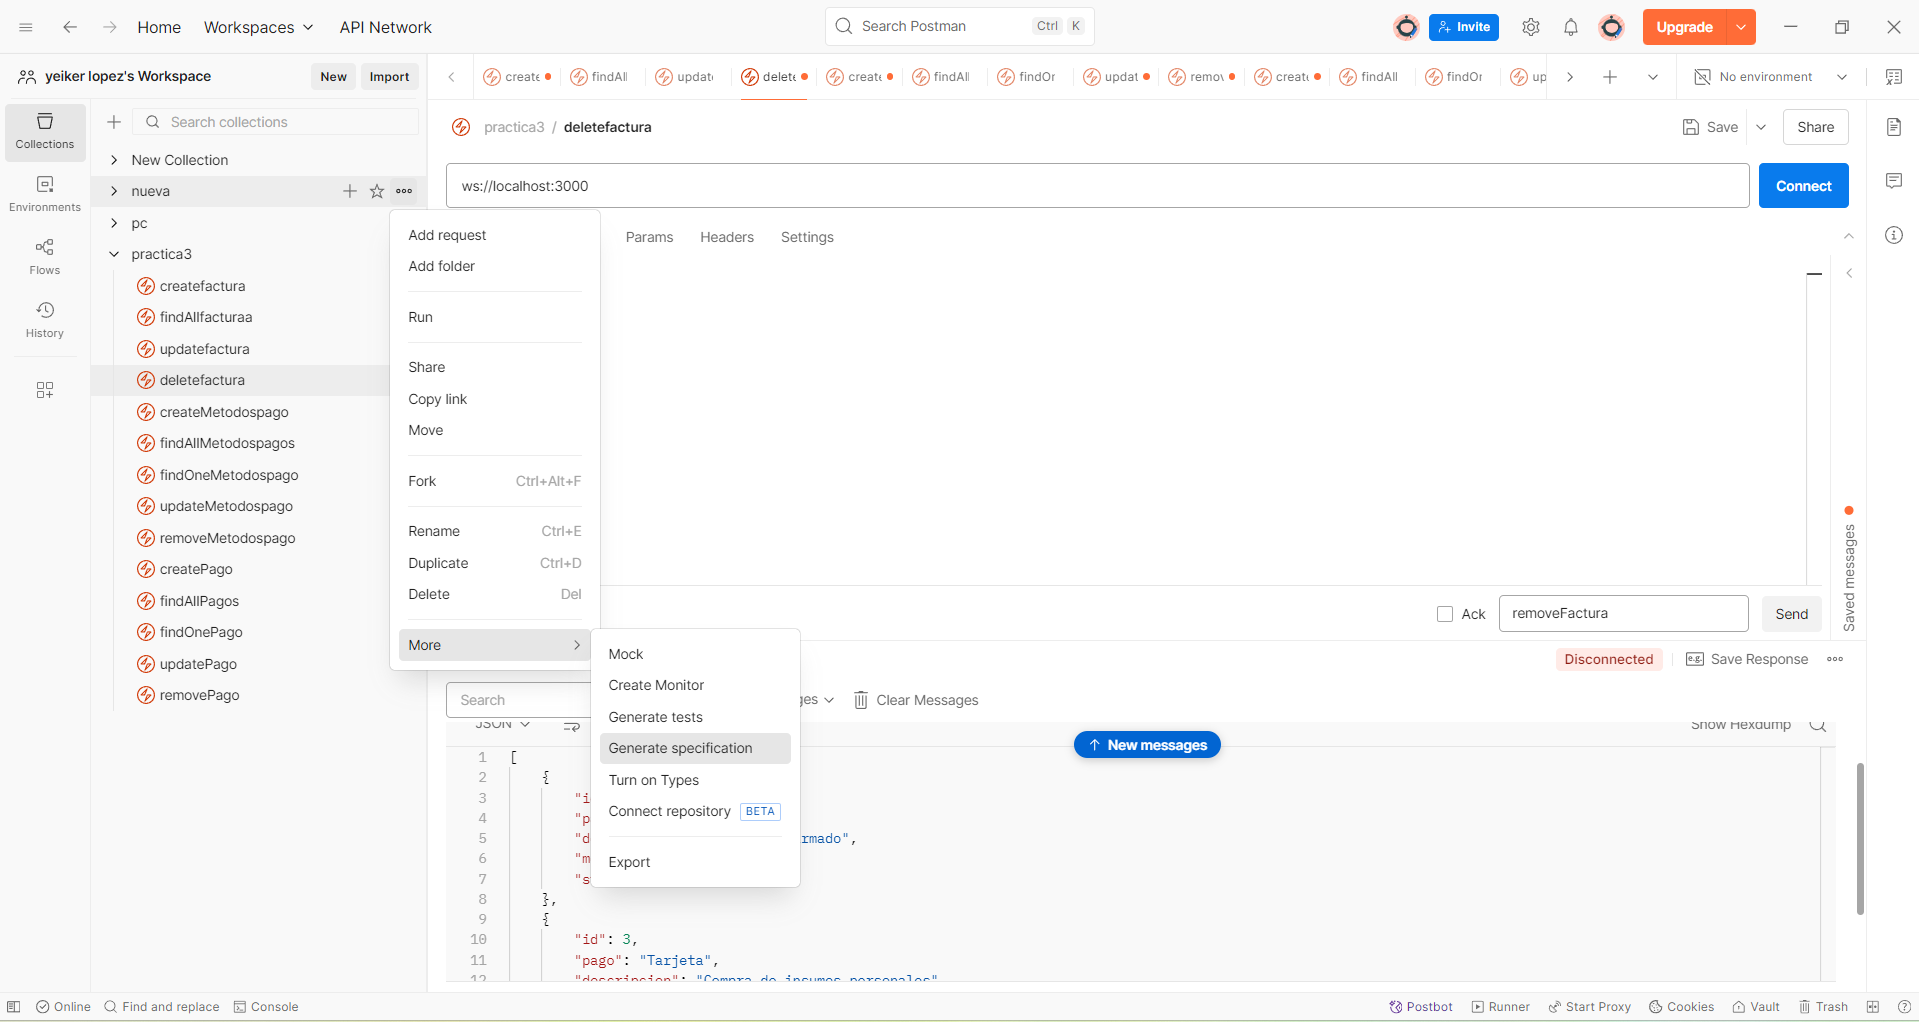 Home
Workspaces
API Network
Search Postman
Ctrl K
Invite
Upgrade
yeiker lopez's Workspace
New
Import
create
findAll
update
delete
create
findAll
findOr
updat
remov
create
findAll
findOr
up
No environment
Collections
Environments
Flows
History
Search collections
New Collection
nueva
pc
practica3
createfactura
findAllfacturaa
updatefactura
deletefactura
createMetodospago
findAllMetodospagos
findOneMetodospago
updateMetodospago
removeMetodospago
createPago
findAllPagos
findOnePago
updatePago
removePago
practica3 / deletefactura
Save
Share
ws://localhost:3000
Connect
Params
Headers
Settings
Add request
Add folder
Run
Share
Copy link
Move
Fork Ctrl+Alt+F
Rename Ctrl+E
Duplicate Ctrl+D
Delete Del
More
Mock
Create Monitor
Generate tests
Generate specification
Turn on Types
Connect repository BETA
Export
Saved messages
Ack
removeFactura
Send
Disconnected
Save Response
Search
Clear Messages
JSON
Show Hexdump
New messages
1 [
2 {
3
4
5 rmado",
6
7
8 },
9 {
10 "id": 3,
11 "pago": "Tarjeta",
12 "descripcion": "Compra de insumos personales"
Online
Find and replace
Console
Postbot
Runner
Start Proxy
Cookies
Vault
Trash